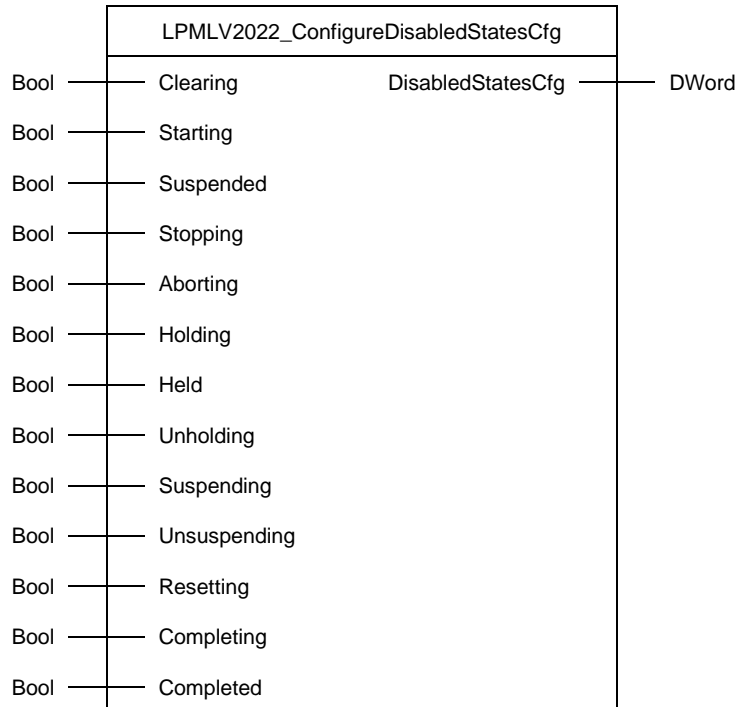 LPMLV2022_ConfigureDisabledStatesCfg
Bool Clearing DisabledStatesCfg DWord
Bool Starting
Bool Suspended
Bool Stopping
Bool Aborting
Bool Holding
Bool Held
Bool Unholding
Bool Suspending
Bool Unsuspending
Bool Resetting
Bool Completing
Bool Completed